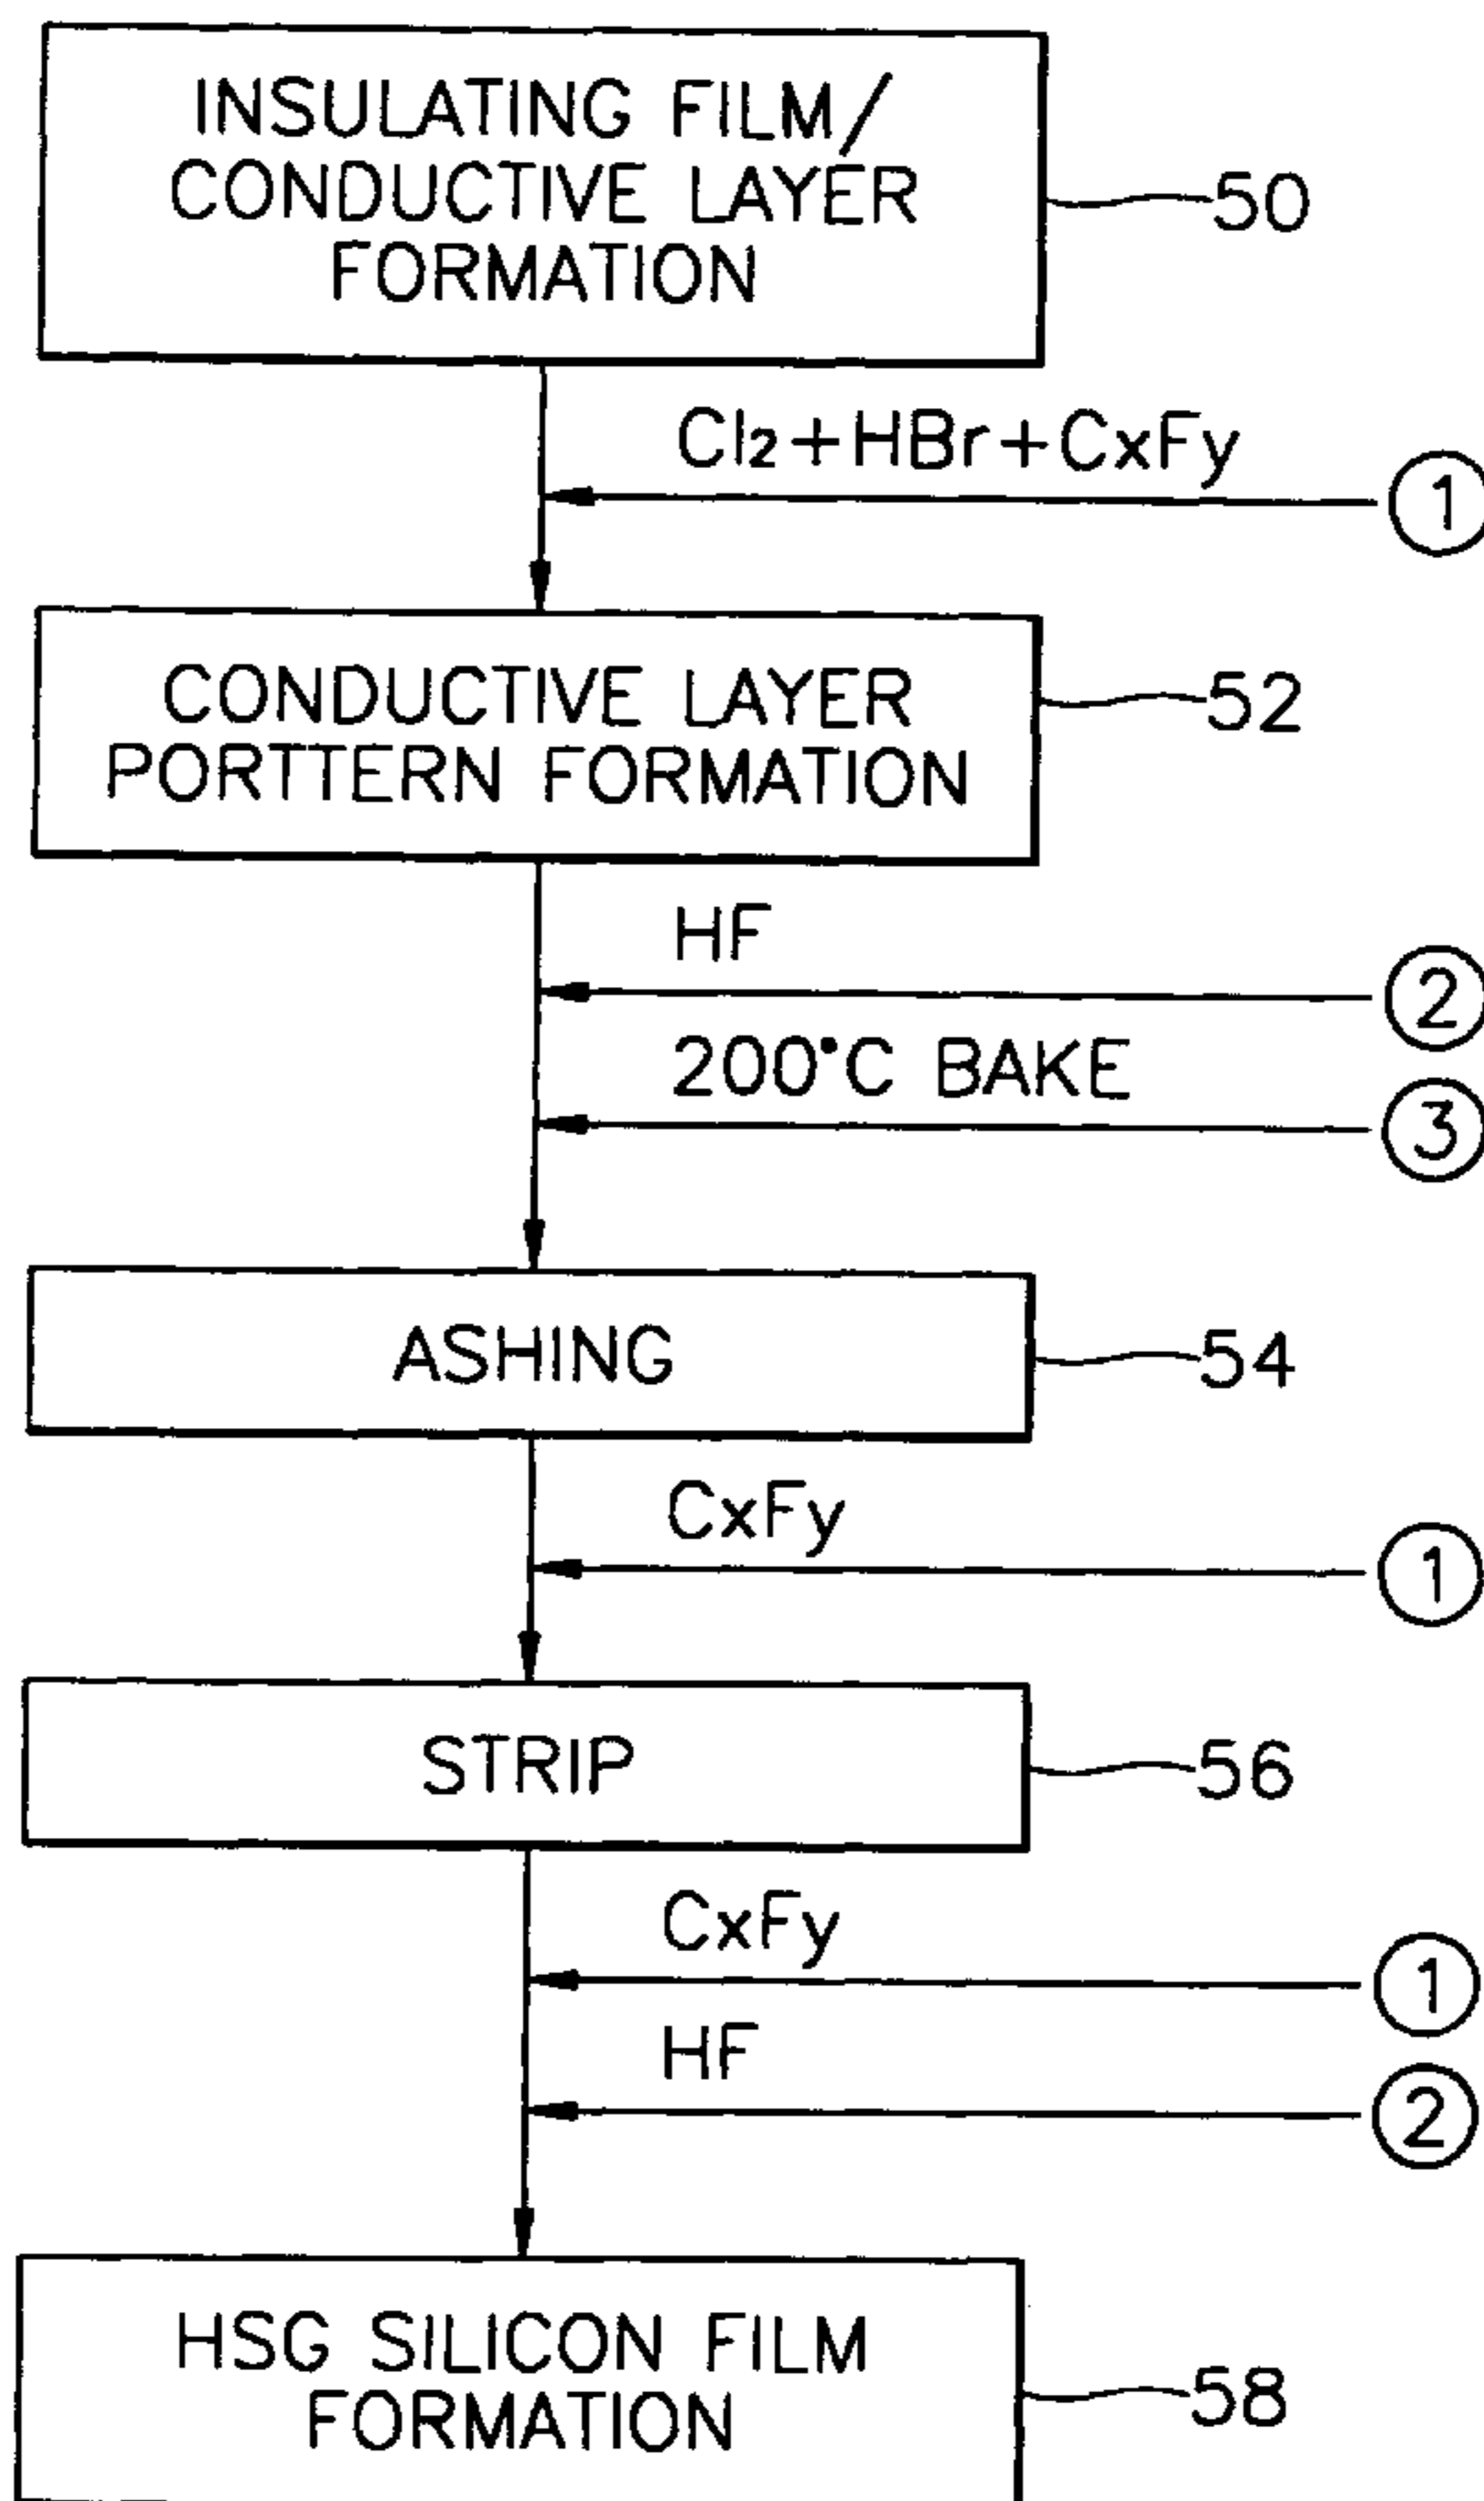 INSULATING FILM/
CONDUCTIVE LAYER
FORMATION
50
Cl₂+HBr+CxFy
①
CONDUCTIVE LAYER
PORTTERN FORMATION
52
HF
②
200°C BAKE
③
ASHING
54
CxFy
①
STRIP
56
CxFy
①
HF
②
HSG SILICON FILM
FORMATION
58